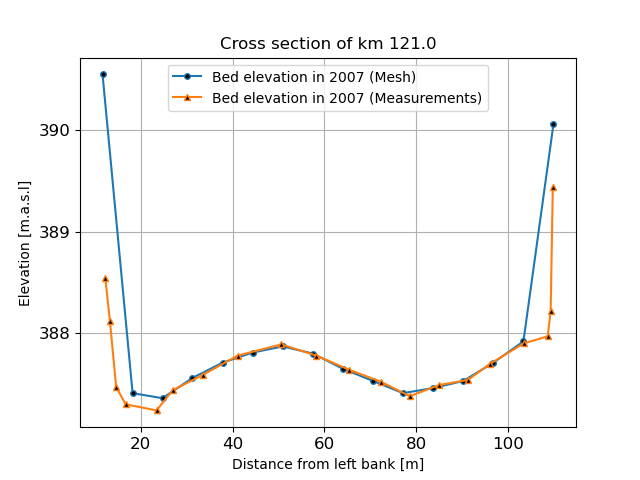 Cross section of km 121.0
Bed elevation in 2007 (Mesh)
Bed elevation in 2007 (Measurements)
390
389
388
Elevation [m.a.s.l]
20 40 60 80 100
Distance from left bank [m]